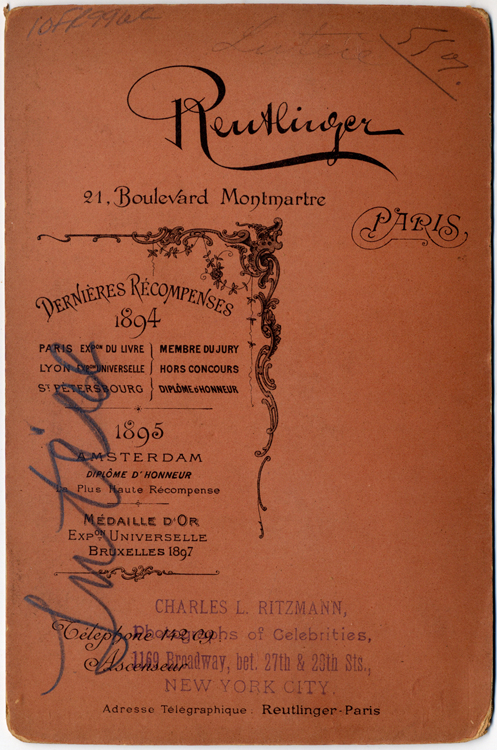 5507.
Reutlinger
21, Boulevard Montmartre
PARIS
DERNIÈRES RÉCOMPENSES
1894
PARIS EXPON DU LIVRE MEMBRE DU JURY
LYON EXPON UNIVERSELLE HORS CONCOURS
ST PÉTERSBOURG DIPLÔME D'HONNEUR
1895
AMSTERDAM
DIPLÔME D'HONNEUR
La Plus Haute Récompense
MÉDAILLE D'OR
EXPON UNIVERSELLE
BRUXELLES 1897
CHARLES L. RITZMANN,
Téléphone 142.09
Photographs of Celebrities,
Ascenseur
1169 Broadway, bet. 27th & 28th Sts.,
NEW YORK CITY.
Adresse Télégraphique. Reutlinger-Paris